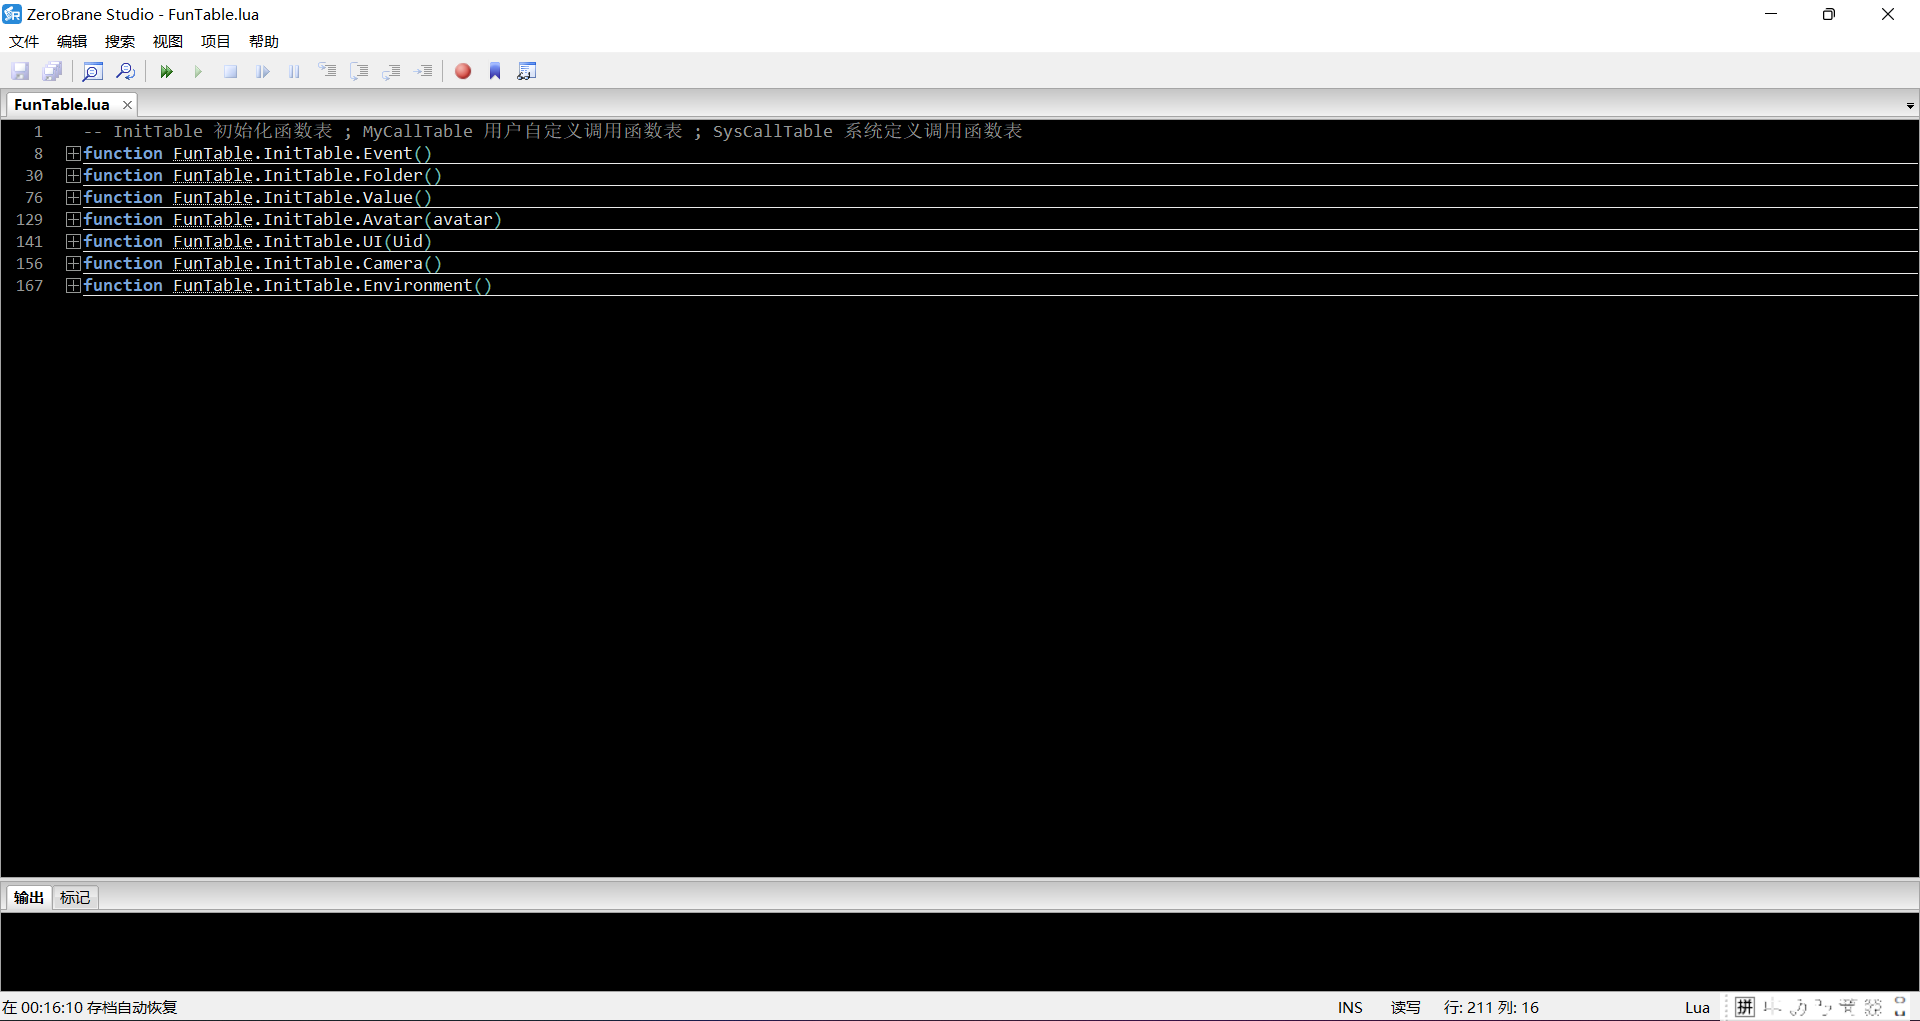 ZeroBrane Studio - FunTable.lua
文件 编辑 搜索 视图 项目 帮助
FunTable.lua
1 -- InitTable 初始化函数表 ; MyCallTable 用户自定义调用函数表 ; SysCallTable 系统定义调用函数表
8 function FunTable.InitTable.Event()
30 function FunTable.InitTable.Folder()
76 function FunTable.InitTable.Value()
129 function FunTable.InitTable.Avatar(avatar)
141 function FunTable.InitTable.UI(Uid)
156 function FunTable.InitTable.Camera()
167 function FunTable.InitTable.Environment()
输出 标记
在 00:16:10 存档自动恢复 INS 读写 行: 211 列: 16 Lua 拼